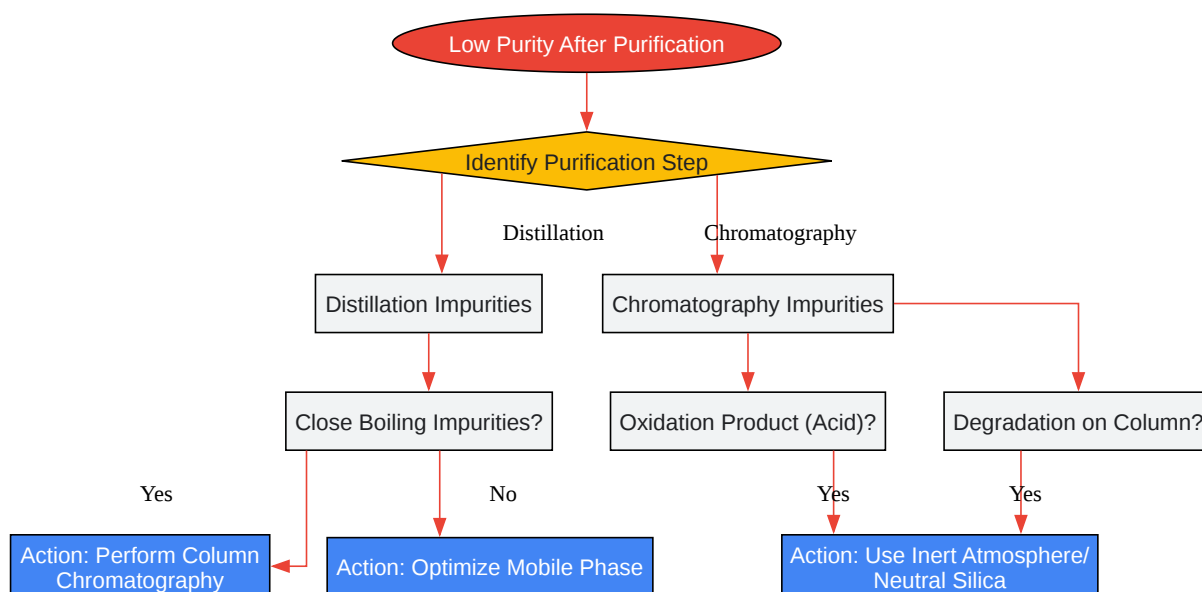 Low Purity After Purification
Identify Purification Step
Distillation
Chromatography
Distillation Impurities
Chromatography Impurities
Close Boiling Impurities?
Oxidation Product (Acid)?
Degradation on Column?
Yes
No
Yes
Yes
Action: Perform Column
Chromatography
Action: Optimize Mobile Phase
Action: Use Inert Atmosphere/
Neutral Silica